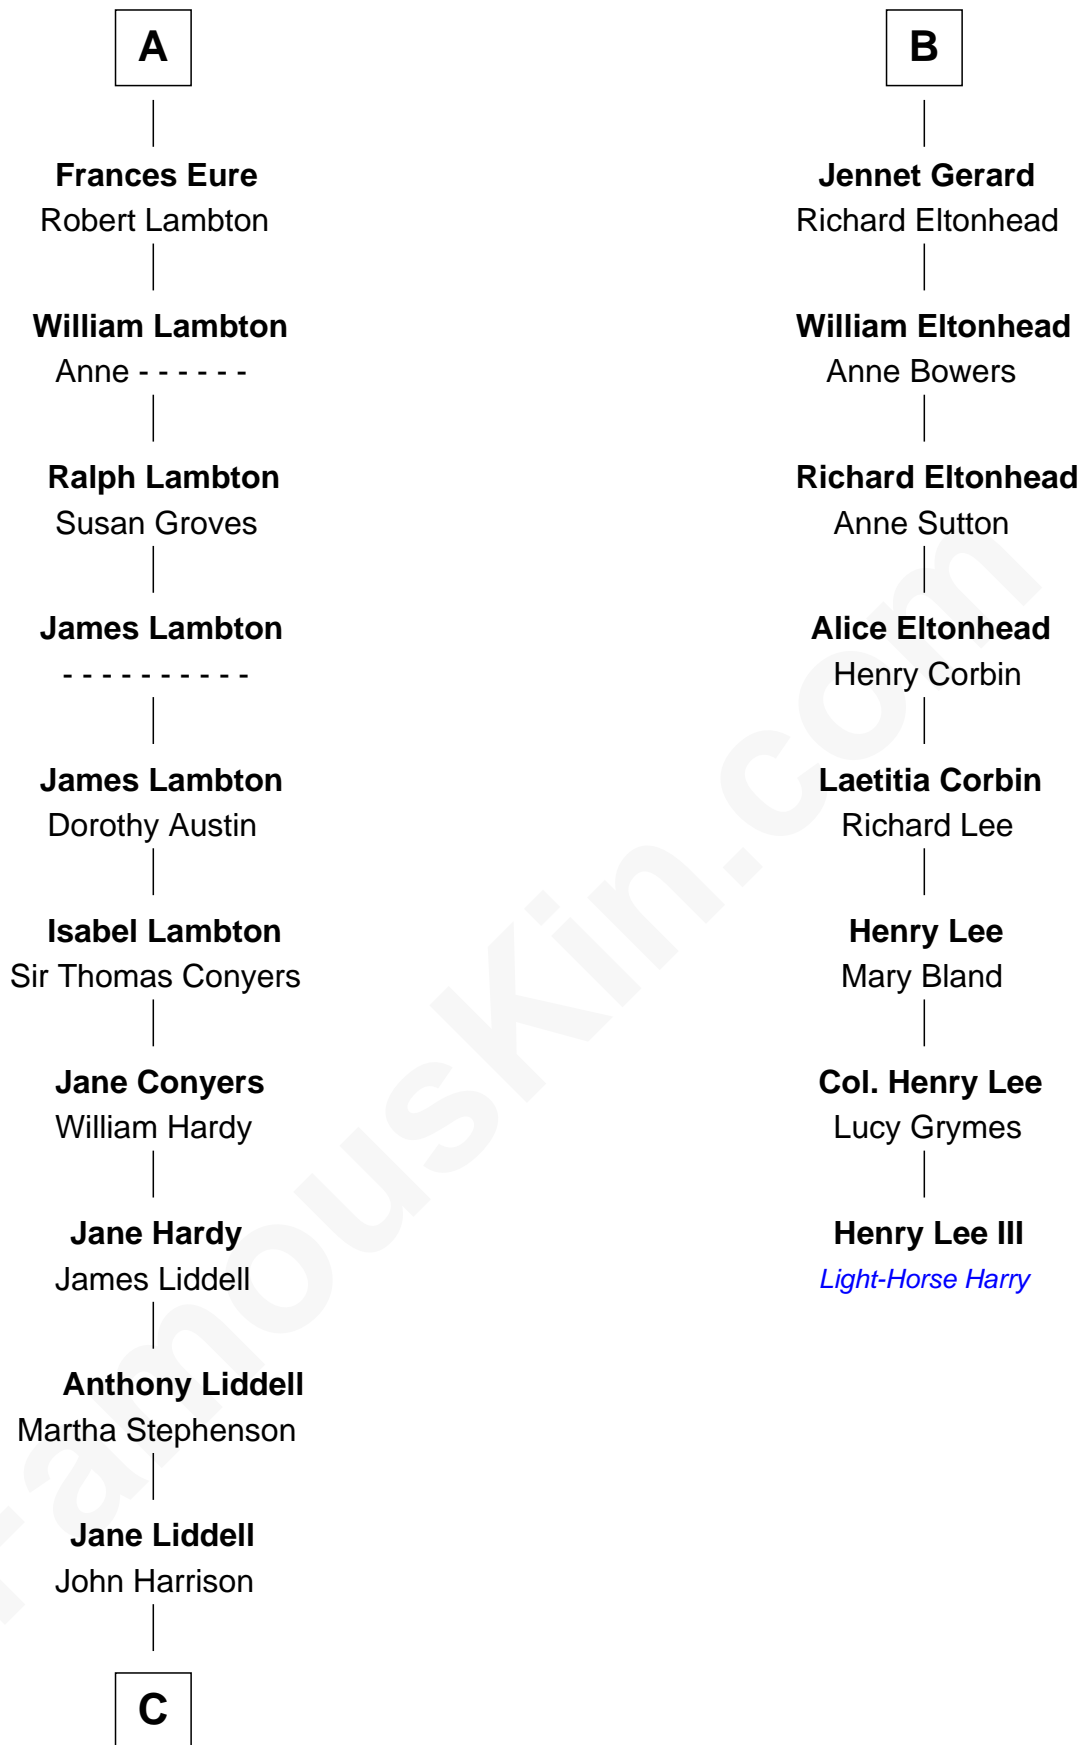 A
Frances Eure
Robert Lambton
William Lambton
Anne - - - - - -
Ralph Lambton
Susan Groves
James Lambton
- - - - - - - - - -
James Lambton
Dorothy Austin
Isabel Lambton
Sir Thomas Conyers
Jane Conyers
William Hardy
Jane Hardy
James Liddell
Anthony Liddell
Martha Stephenson
Jane Liddell
John Harrison
C
B
Jennet Gerard
Richard Eltonhead
William Eltonhead
Anne Bowers
Richard Eltonhead
Anne Sutton
Alice Eltonhead
Henry Corbin
Laetitia Corbin
Richard Lee
Henry Lee
Mary Bland
Col. Henry Lee
Lucy Grymes
Henry Lee III
Light-Horse Harry
FamousKin.com